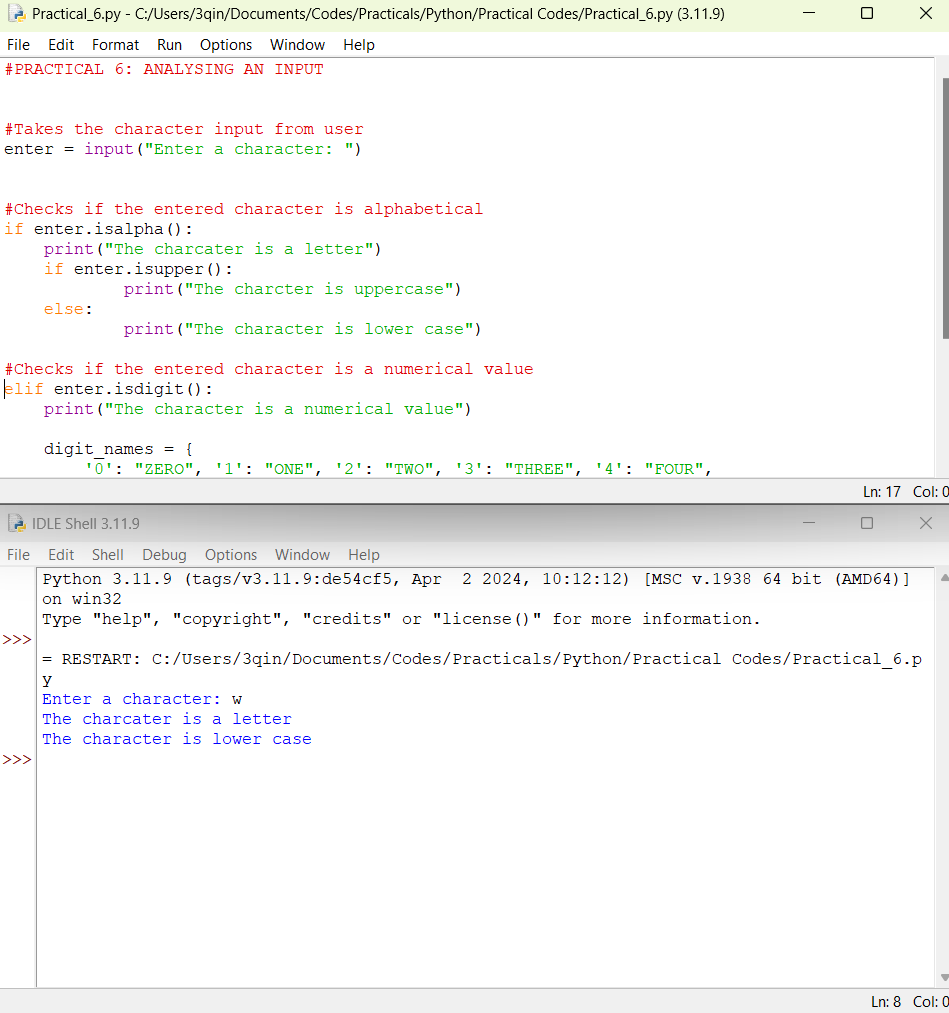 Practical_6.py - C:/Users/3qin/Documents/Codes/Practicals/Python/Practical Codes/Practical_6.py (3.11.9)
File Edit Format Run Options Window Help
#PRACTICAL 6: ANALYSING AN INPUT
#Takes the character input from user
enter = input("Enter a character: ")
#Checks if the entered character is alphabetical
if enter.isalpha():
    print("The charcater is a letter")
    if enter.isupper():
            print("The charcter is uppercase")
    else:
            print("The character is lower case")
#Checks if the entered character is a numerical value
elif enter.isdigit():
    print("The character is a numerical value")
    digit_names = {
        '0': "ZERO", '1': "ONE", '2': "TWO", '3': "THREE", '4': "FOUR",
Ln: 17 Col: 0
IDLE Shell 3.11.9
File Edit Shell Debug Options Window Help
Python 3.11.9 (tags/v3.11.9:de54cf5, Apr  2 2024, 10:12:12) [MSC v.1938 64 bit (AMD64)]
on win32
Type "help", "copyright", "credits" or "license()" for more information.
>>>
= RESTART: C:/Users/3qin/Documents/Codes/Practicals/Python/Practical Codes/Practical_6.p
y
Enter a character: w
The charcater is a letter
The character is lower case
>>>
Ln: 8 Col: 0